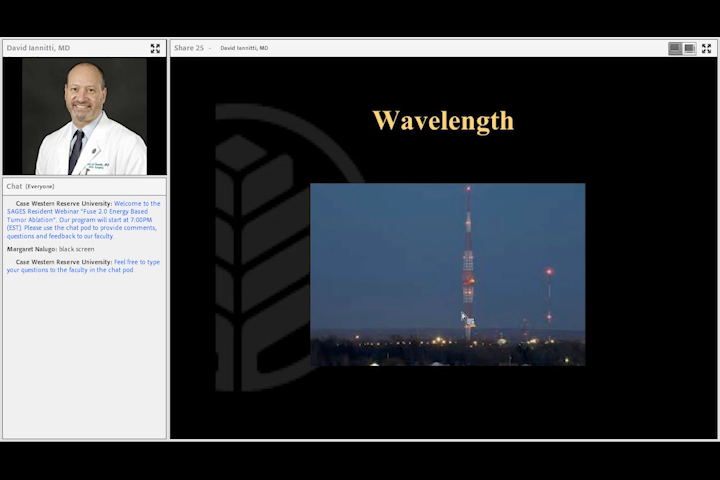 David Iannitti, MD
Share 25 - David Iannitti, MD
Wavelength
Chat (Everyone)
Case Western Reserve University: Welcome to the
SAGES Resident Webinar "Fuse 2.0 Energy Based
Tumor Ablation". Our program will start at 7:00PM
(EST). Please use the chat pod to provide comments,
questions and feedback to our faculty.
Margaret Nalugo: black screen
Case Western Reserve University: Feel free to type
your questions to the faculty in the chat pod.